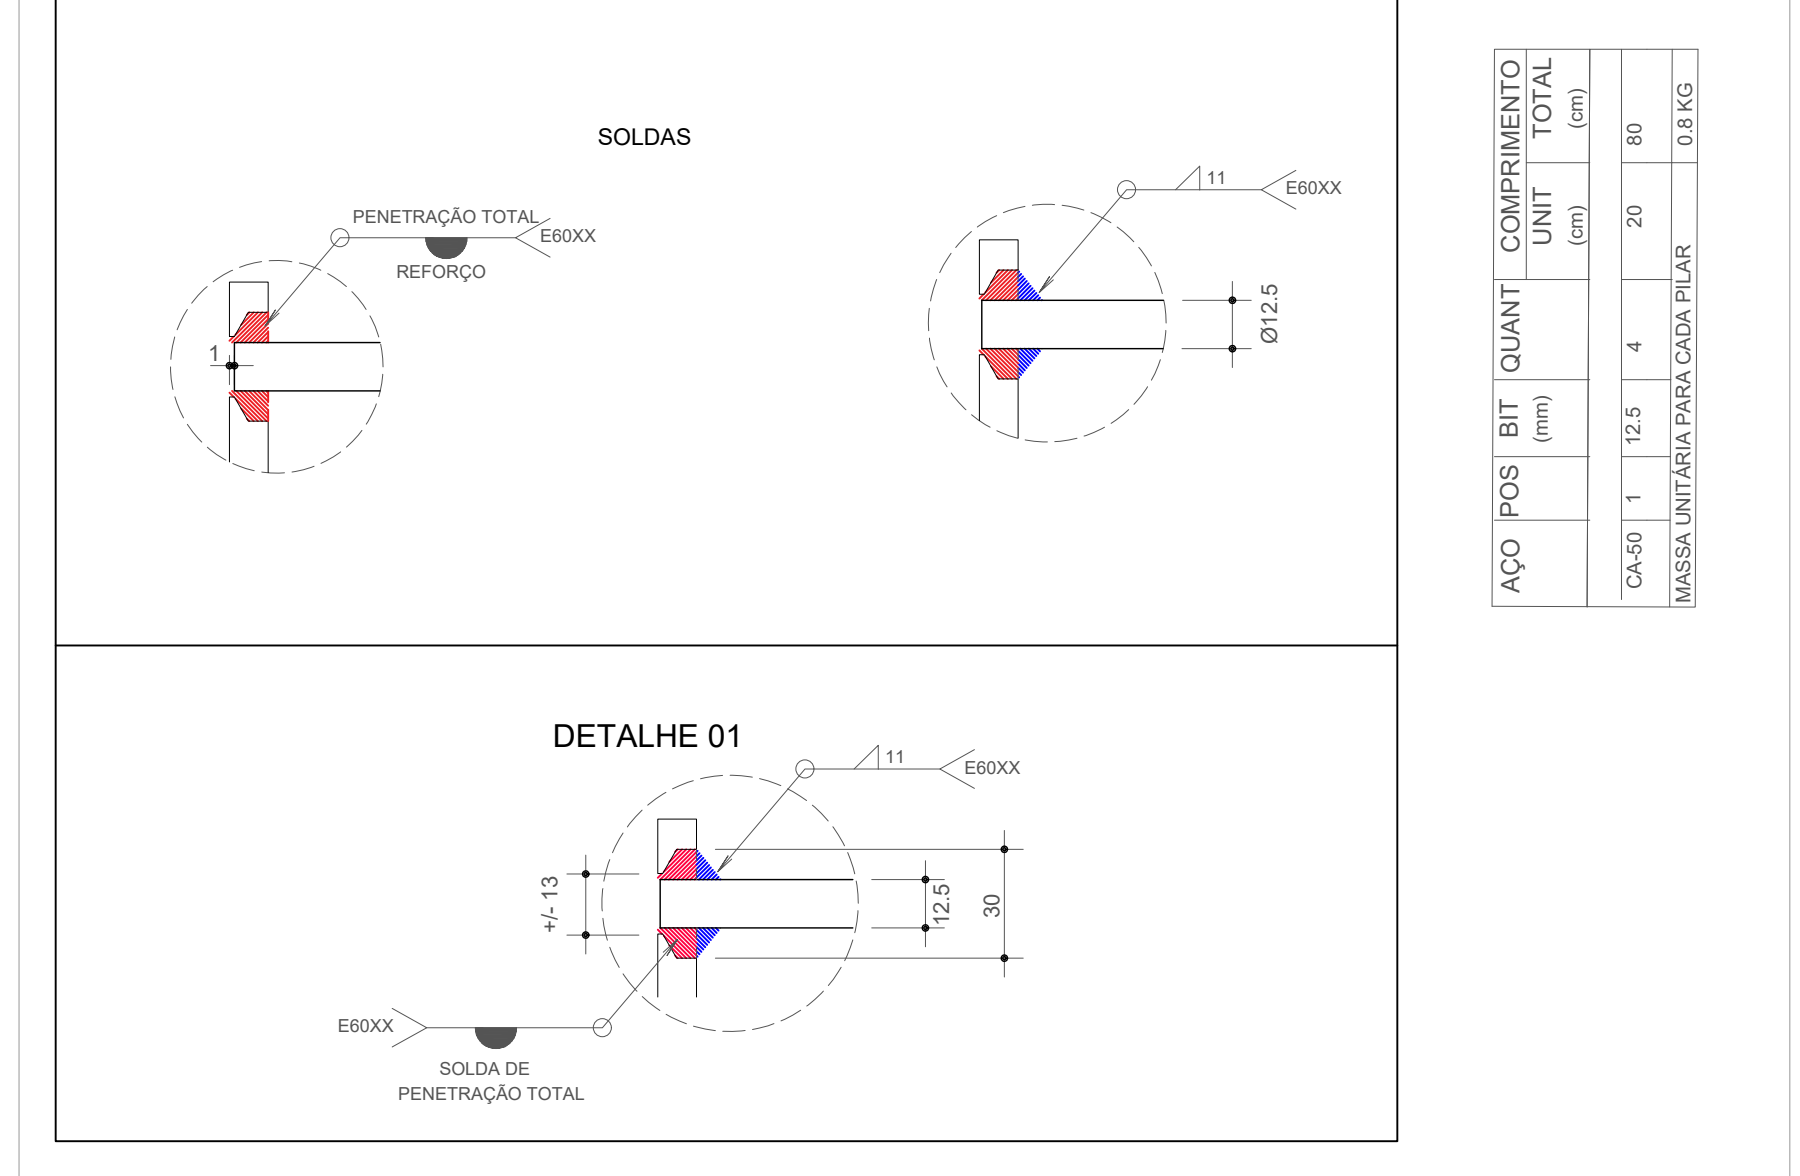 SOLDAS
PENETRAÇÃO TOTAL
E60XX
REFORÇO
1
11
E60XX
Ø12.5
DETALHE 01
11
E60XX
+/- 13
12.5
30
E60XX
SOLDA DE
PENETRAÇÃO TOTAL
AÇO POS BIT (mm) QUANT COMPRIMENTO
UNIT (cm) TOTAL (cm)
CA-50 1 12.5 4 20 80
MASSA UNITÁRIA PARA CADA PILAR 0.8 KG